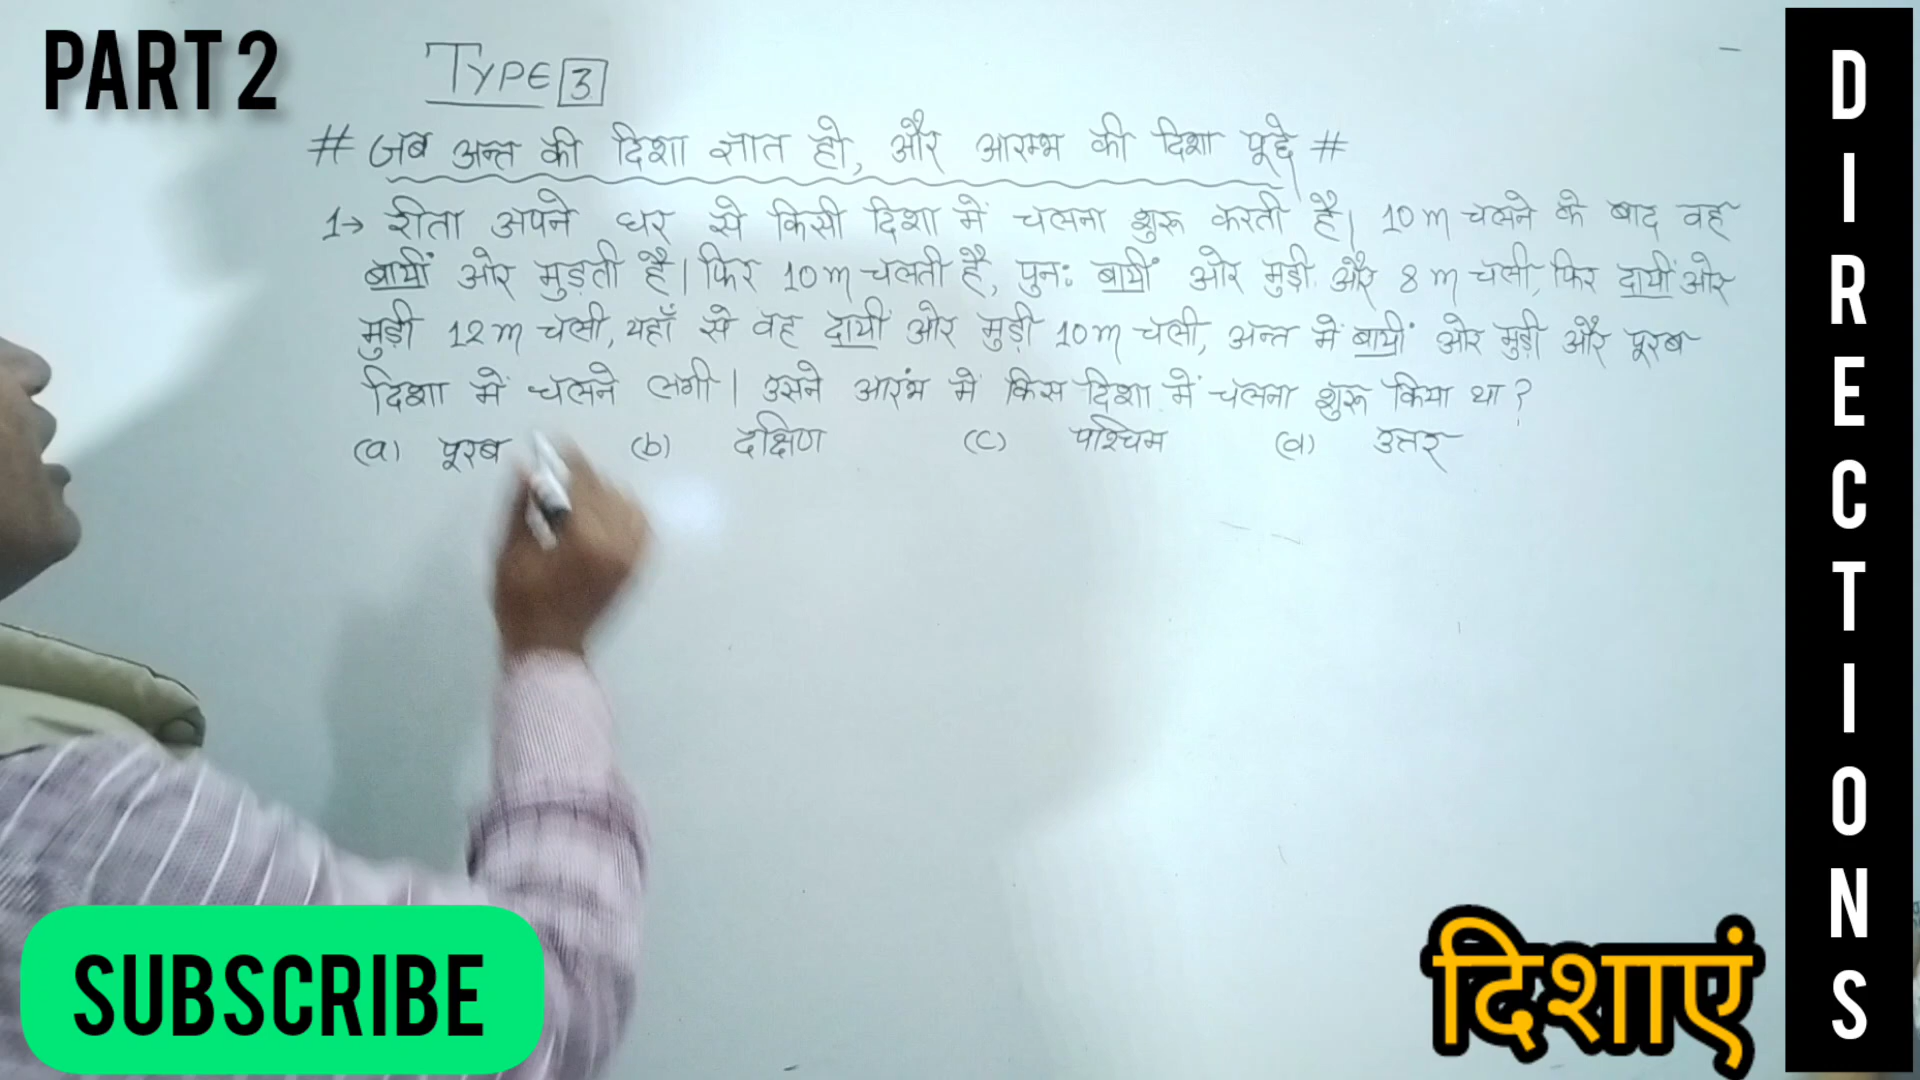 PART 2
TYPE 3
# जब अन्त की दिशा ज्ञात हो, और आरम्भ की दिशा पूछे #
1→ रीता अपने घर से किसी दिशा में चलना शुरू करती है। 10 m चलने के बाद वह
बायीं ओर मुड़ती है। फिर 10 m चलती है, पुनः बायीं ओर मुड़ी और 8 m चली, फिर दायीं ओर
मुड़ी 12 m चली, यहाँ से वह दायीं ओर मुड़ी 10 m चली, अन्त में बायीं ओर मुड़ी और पूरब
दिशा में चलने लगी। उसने आरंभ में किस दिशा में चलना शुरू किया था?
(a) पूरब (b) दक्षिण (c) पश्चिम (d) उत्तर
SUBSCRIBE
दिशाएं
DIRECTIONS